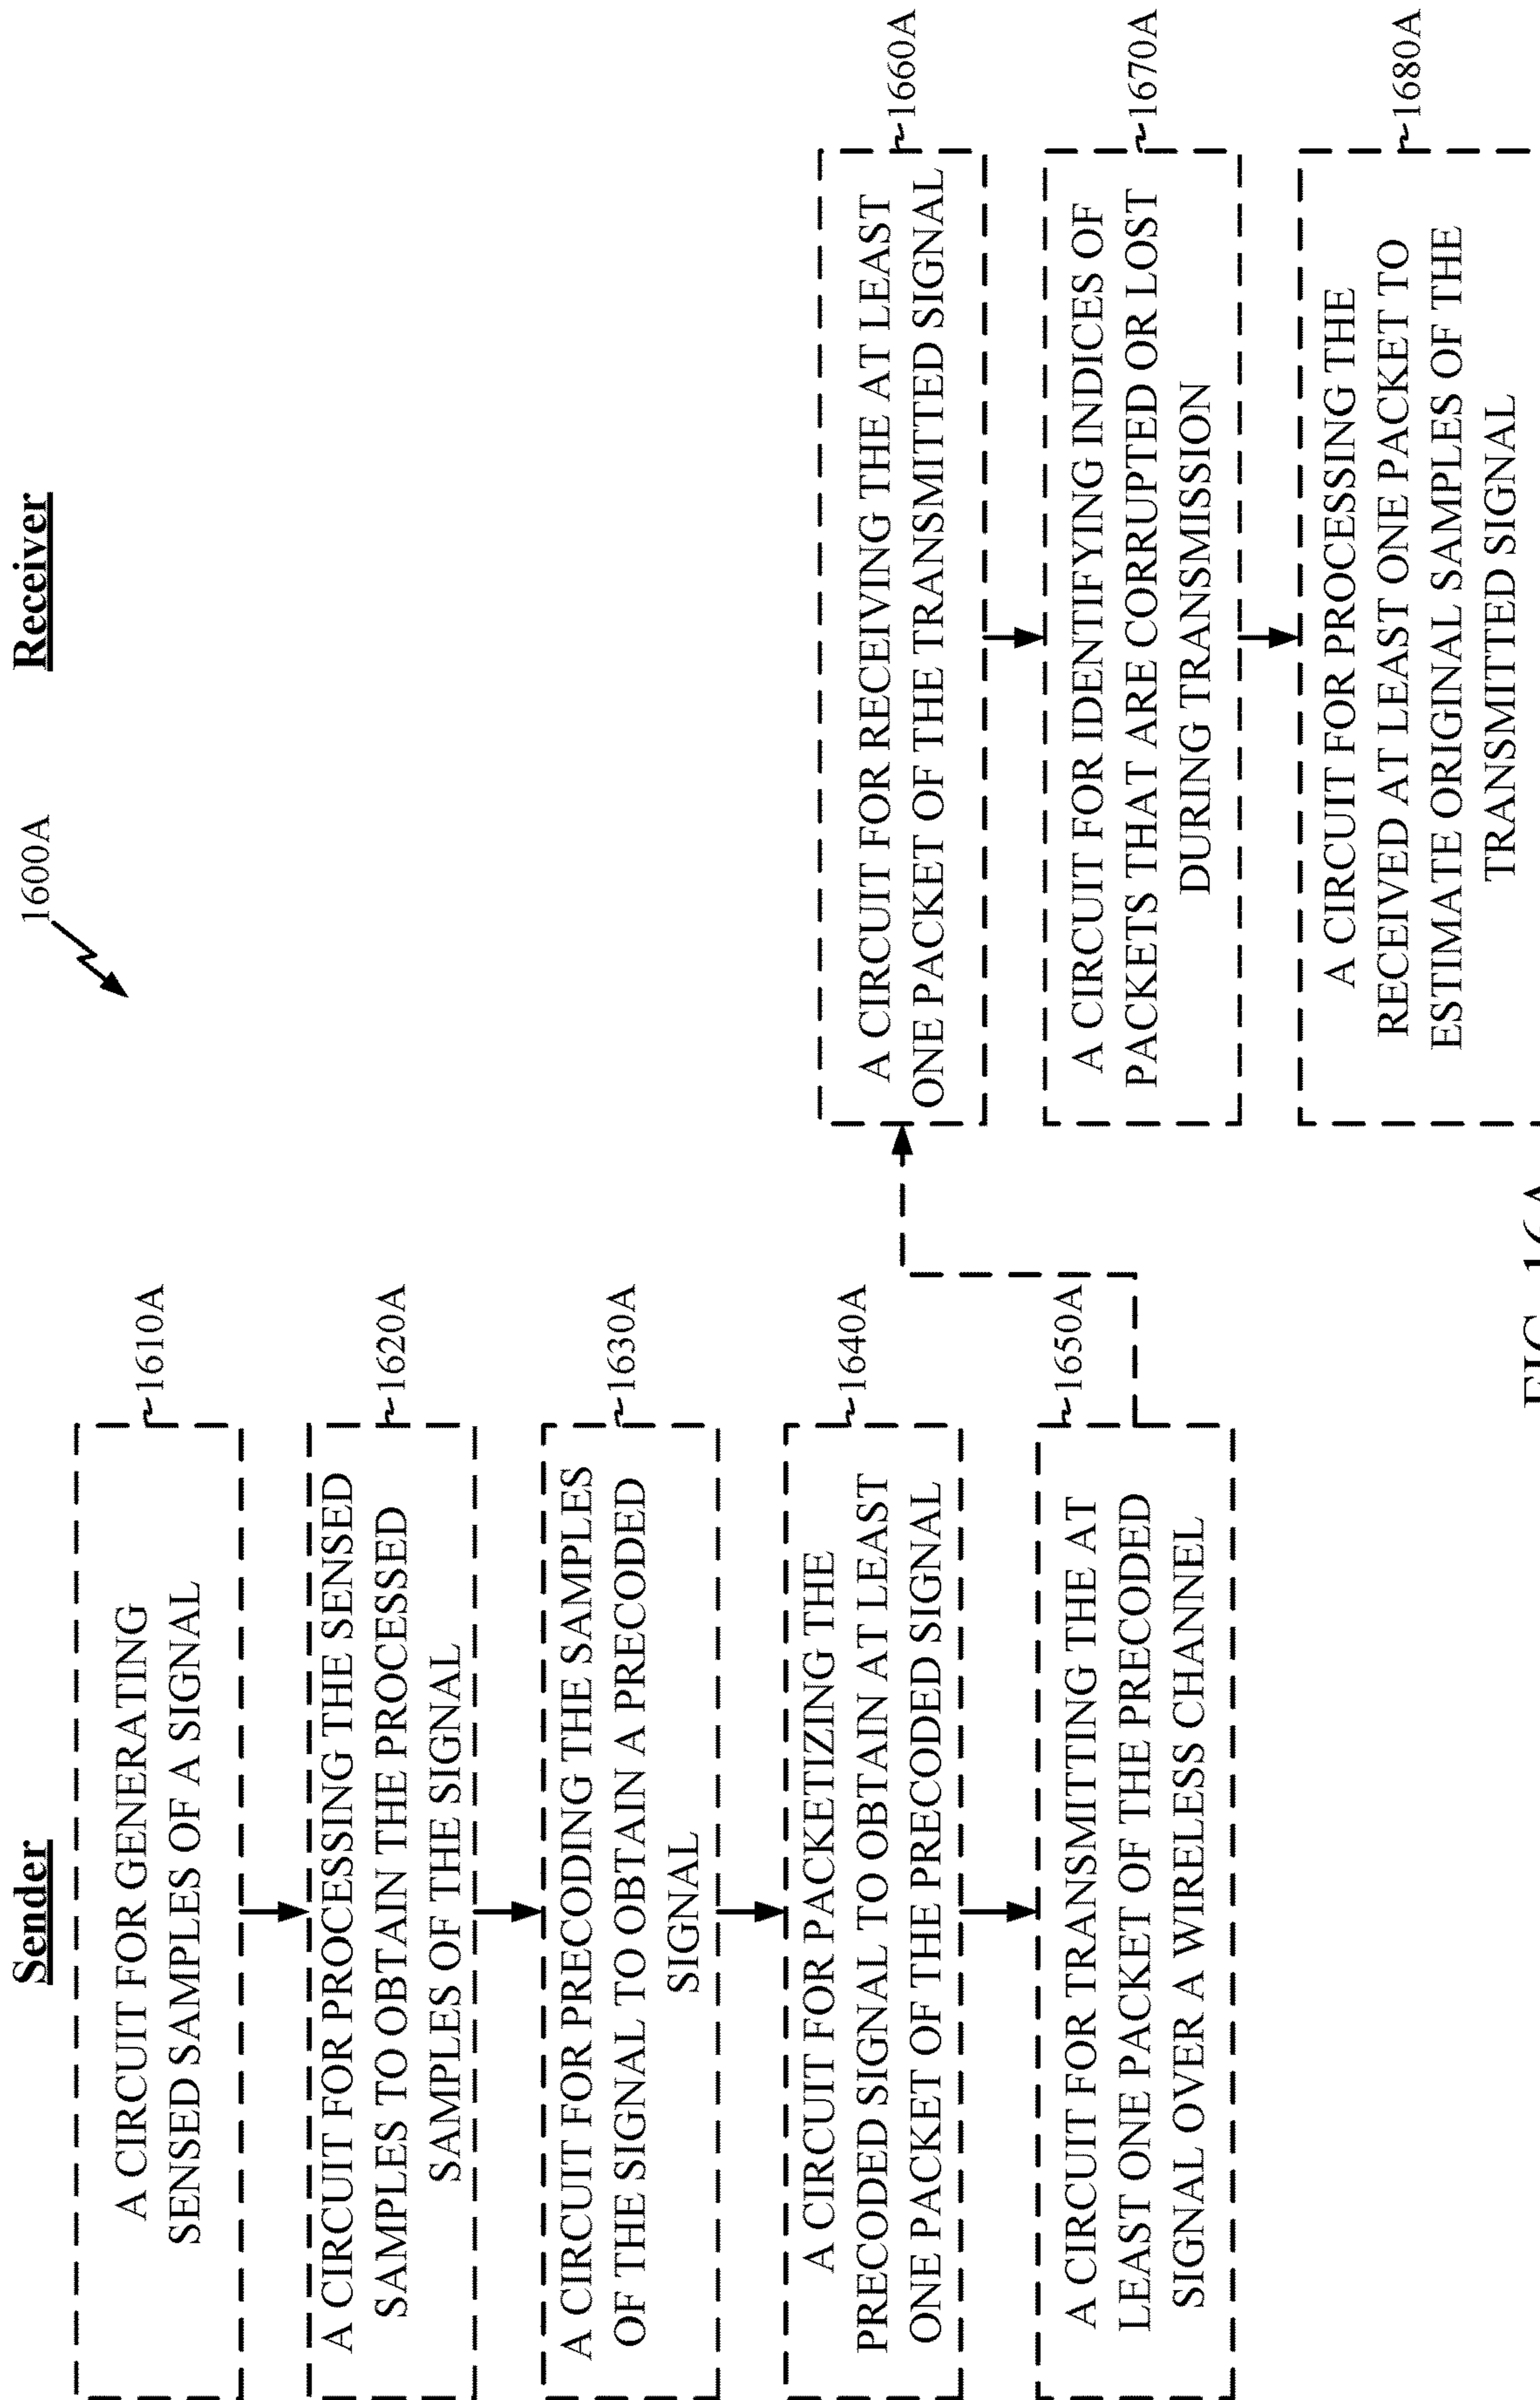 1600A
Sender
A CIRCUIT FOR GENERATING
SENSED SAMPLES OF A SIGNAL
1610A
A CIRCUIT FOR PROCESSING THE SENSED
SAMPLES TO OBTAIN THE PROCESSED
SAMPLES OF THE SIGNAL
1620A
A CIRCUIT FOR PRECODING THE SAMPLES
OF THE SIGNAL TO OBTAIN A PRECODED
SIGNAL
1630A
A CIRCUIT FOR PACKETIZING THE
PRECODED SIGNAL TO OBTAIN AT LEAST
ONE PACKET OF THE PRECODED SIGNAL
1640A
A CIRCUIT FOR TRANSMITTING THE AT
LEAST ONE PACKET OF THE PRECODED
SIGNAL OVER A WIRELESS CHANNEL
1650A
Receiver
A CIRCUIT FOR RECEIVING THE AT LEAST
ONE PACKET OF THE TRANSMITTED SIGNAL
1660A
A CIRCUIT FOR IDENTIFYING INDICES OF
PACKETS THAT ARE CORRUPTED OR LOST
DURING TRANSMISSION
1670A
A CIRCUIT FOR PROCESSING THE
RECEIVED AT LEAST ONE PACKET TO
ESTIMATE ORIGINAL SAMPLES OF THE
TRANSMITTED SIGNAL
1680A
FIG. 16A